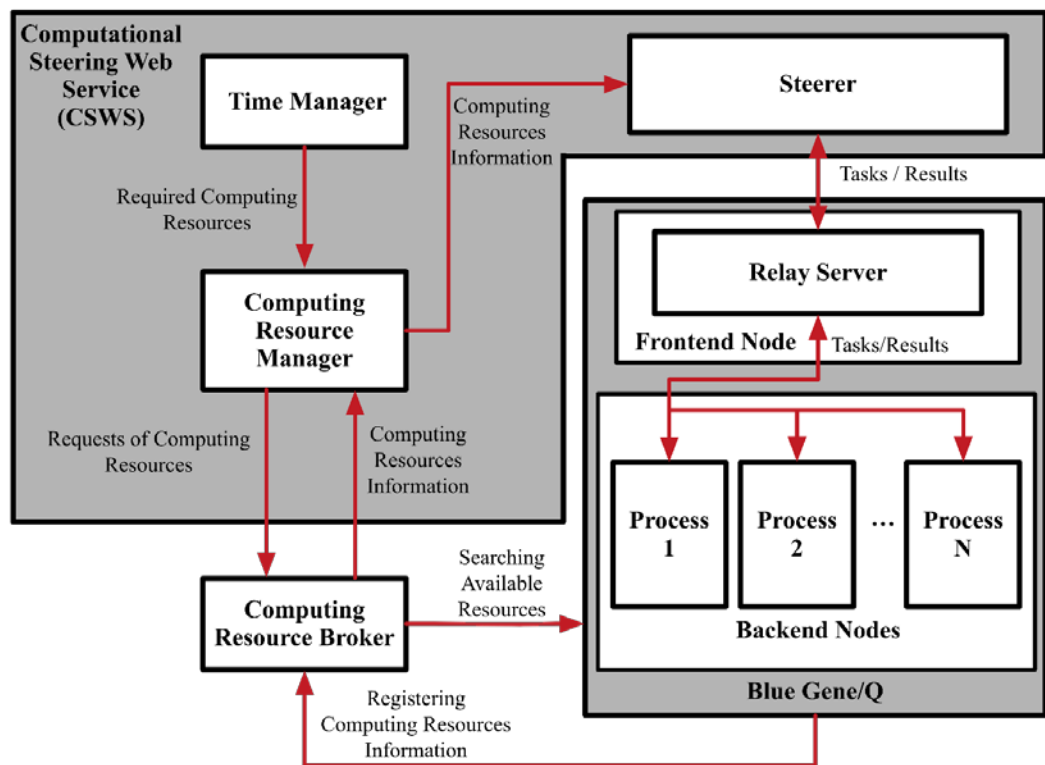 Computational
Steering Web
Service
(CSWS)
Time Manager
Steerer
Computing
Resources
Information
Tasks / Results
Required Computing
Resources
Relay Server
Computing
Resource
Manager
Frontend Node
Tasks/Results
Requests of Computing
Resources
Computing
Resources
Information
Process
1
Process
2
...
Process
N
Backend Nodes
Searching
Available
Resources
Computing
Resource Broker
Blue Gene/Q
Registering
Computing Resources
Information